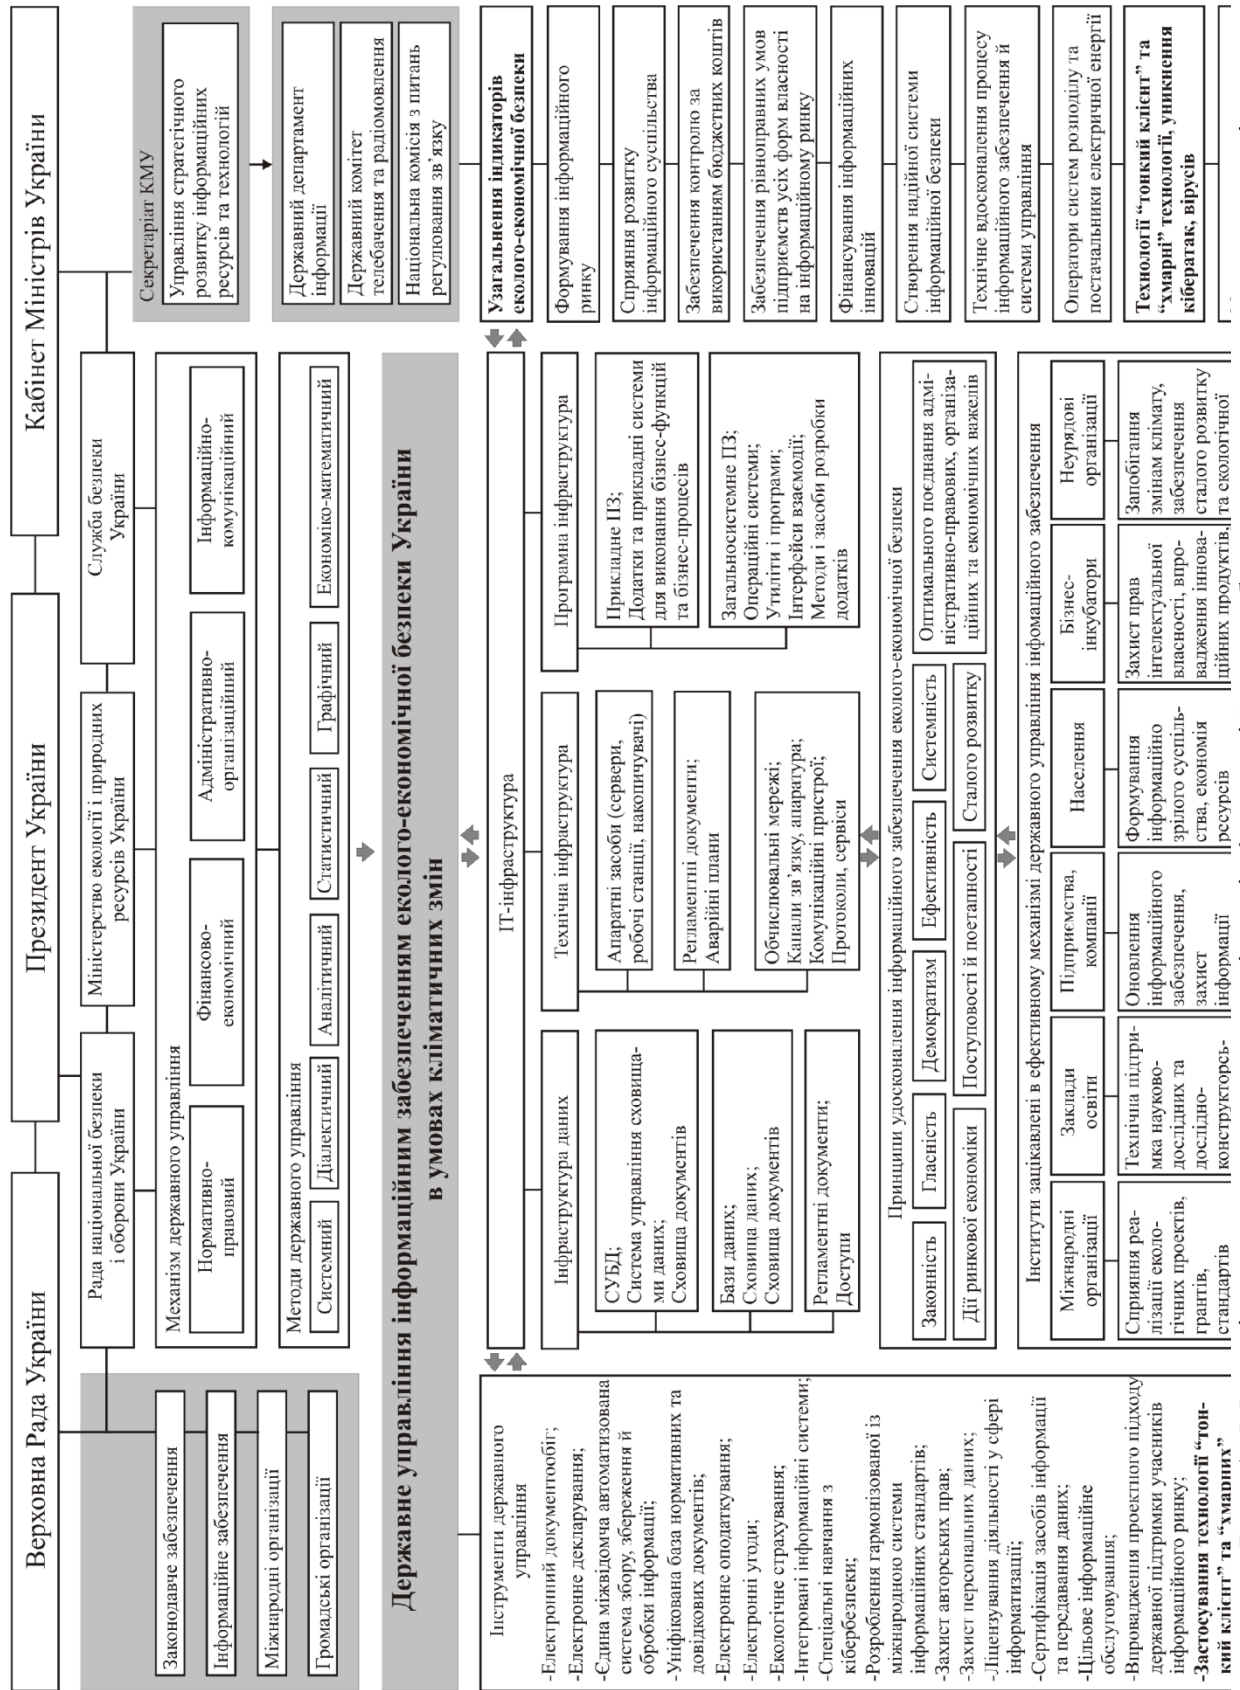 Верховна Рада України
Президент України
Кабінет Міністрів України
Законодавче забезпечення
Інформаційне забезпечення
Міжнародні організації
Громадські організації
Рада національної безпеки
і оборони України
Міністерство екології і природних
ресурсів України
Служба безпеки
України
Механізм державного управління
Нормативно-
правовий
Фінансово-
економічний
Адміністративно-
організаційний
Інформаційно-
комунікаційний
Методи державного управління
Системний
Діалектичний
Аналітичний
Статистичний
Графічний
Економіко-математичний
Секретаріат КМУ
Управління стратегічного
розвитку інформаційних
ресурсів та технологій
Державний департамент
інформації
Державний комітет
телебачення та радіомовлення
Національна комісія з питань
регулювання зв’язку
Державне управління інформаційним забезпеченням еколого-економічної безпеки України
в умовах кліматичних змін
Інструменти державного
управління
-Електронний документообіг;
-Електронне декларування;
-Єдина міжвідомча автоматизована
система збору, збереження й
обробки інформації;
-Уніфікована база нормативних та
довідкових документів;
-Електронне оподаткування;
-Електронні угоди;
-Екологічне страхування;
-Інтегровані інформаційні системи;
-Спеціальні навчання з
кібербезпеки;
-Розроблення гармонізованої із
міжнародною системи
інформаційних стандартів;
-Захист авторських прав;
-Захист персональних даних;
-Ліцензування діяльності у сфері
інформатизації;
-Сертифікація засобів інформації
та передавання даних;
-Цільове інформаційне
обслуговування;
-Впровадження проектного підходу
державної підтримки учасників
інформаційного ринку;
-Застосування технології “тон-
кий клієнт” та “хмарних”
ІТ-інфраструктура
Інфраструктура даних
СУБД;
Система управління сховища-
ми даних;
Сховища документів
Бази даних;
Сховища даних;
Сховища документів
Регламентні документи;
Доступи
Технічна інфраструктура
Апаратні засоби (сервери,
робочі станції, накопичувачі)
Регламентні документи;
Аварійні плани
Обчислювальні мережі;
Канали зв’язку, апаратура;
Комунікаційні пристрої;
Протоколи, сервіси
Програмна інфраструктура
Прикладне ПЗ;
Додатки та прикладні системи
для виконання бізнес-функцій
та бізнес-процесів
Загальносистемне ПЗ;
Операційні системи;
Утиліти і програми;
Інтерфейси взаємодії;
Методи і засоби розробки
додатків
Принципи удосконалення інформаційного забезпечення еколого-економічної безпеки
Законність
Гласність
Демократизм
Ефективність
Системність
Дії ринкової економіки
Поступовості й поетапності
Сталого розвитку
Оптимального поєднання адмі-
ністративно-правових, організа-
ційних та економічних важелів
Інститути зацікавлені в ефективному механізмі державного управління інфомаційного забезпечення
Міжнародні
організації
Заклади
освіти
Підприємства,
компанії
Населення
Бізнес-
інкубатори
Неурядові
організації
Сприяння реа-
лізації еколо-
гічних проектів,
грантів,
стандартів
Технічна підтри-
мка науково-
дослідних та
дослідно-
конструкторсь-
Оновлення
інформаційного
забезпечення,
захист
інформації
Формування
інформаційно
зрілого суспіль-
ства, економія
ресурсів
Захист прав
інтелектуальної
власності, впро-
вадження іннова-
ційних продуктів,
Запобігання
змінам клімату,
забезпечення
сталого розвитку
та екологічної
Узагальнення індикаторів
еколого-економічної безпеки
Формування інформаційного
ринку
Сприяння розвитку
інформаційного суспільства
Забезпечення контролю за
використанням бюджетних коштів
Забезпечення рівноправних умов
підприємств усіх форм власності
на інформаційному ринку
Фінансування інформаційних
інновацій
Створення надійної системи
інформаційної безпеки
Технічне вдосконалення процесу
інформаційного забезпечення й
системи управління
Оператори систем розподілу та
постачальники електричної енергії
Технології “тонкий клієнт” та
“хмарні” технології, уникнення
кібератак, вірусів